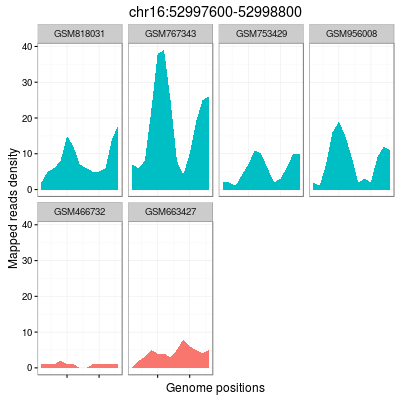 chr16:52997600-52998800
GSM818031 GSM767343 GSM753429 GSM956008
40
30
20
10
0
Mapped reads density
GSM466732 GSM663427
40
30
20
10
0
Genome positions